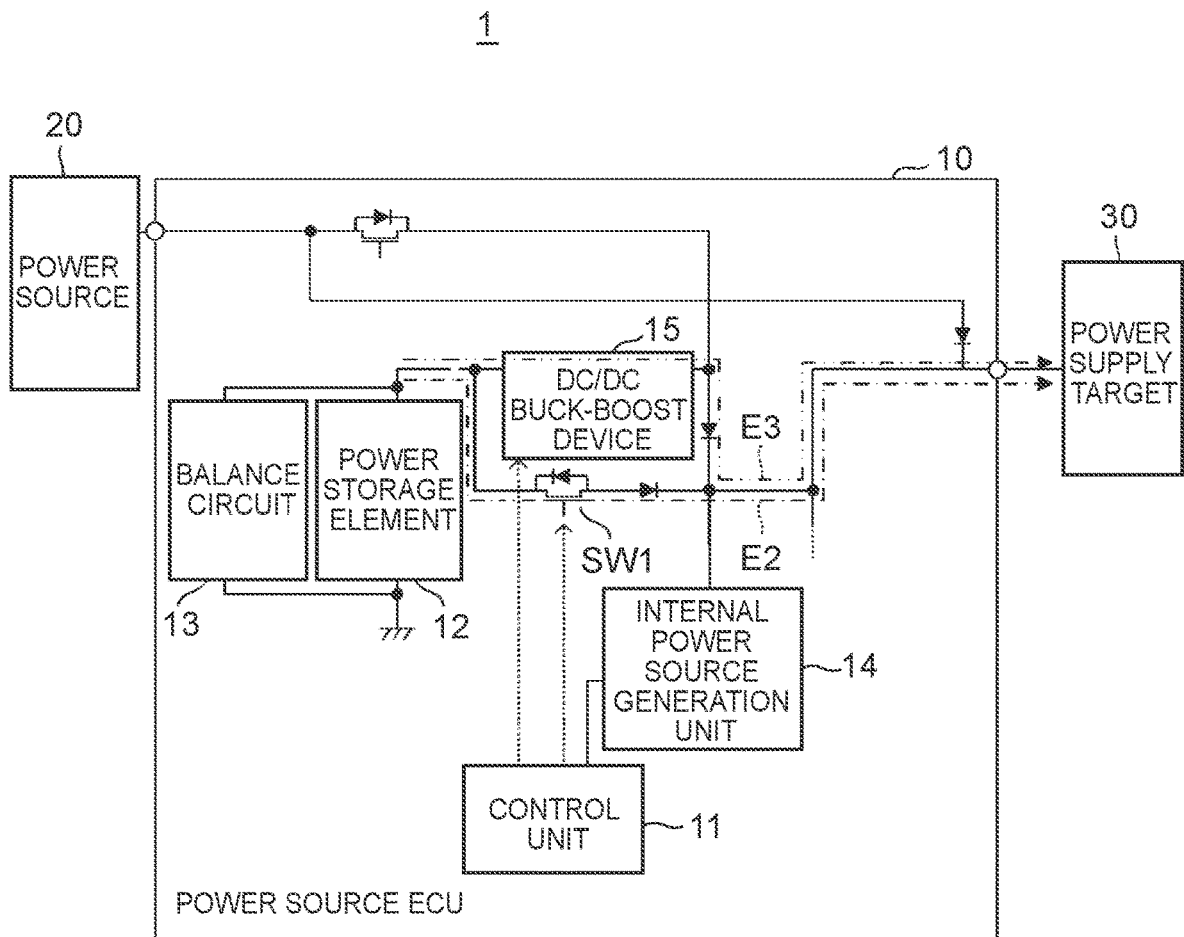 1
20
10
30
POWER
SOURCE
15
POWER
SUPPLY
TARGET
DC/DC
BUCK-BOOST
DEVICE
E3
BALANCE
CIRCUIT
POWER
STORAGE
ELEMENT
SW1
E2
13
12
INTERNAL
POWER
SOURCE
GENERATION
UNIT
14
CONTROL
UNIT
11
POWER SOURCE ECU